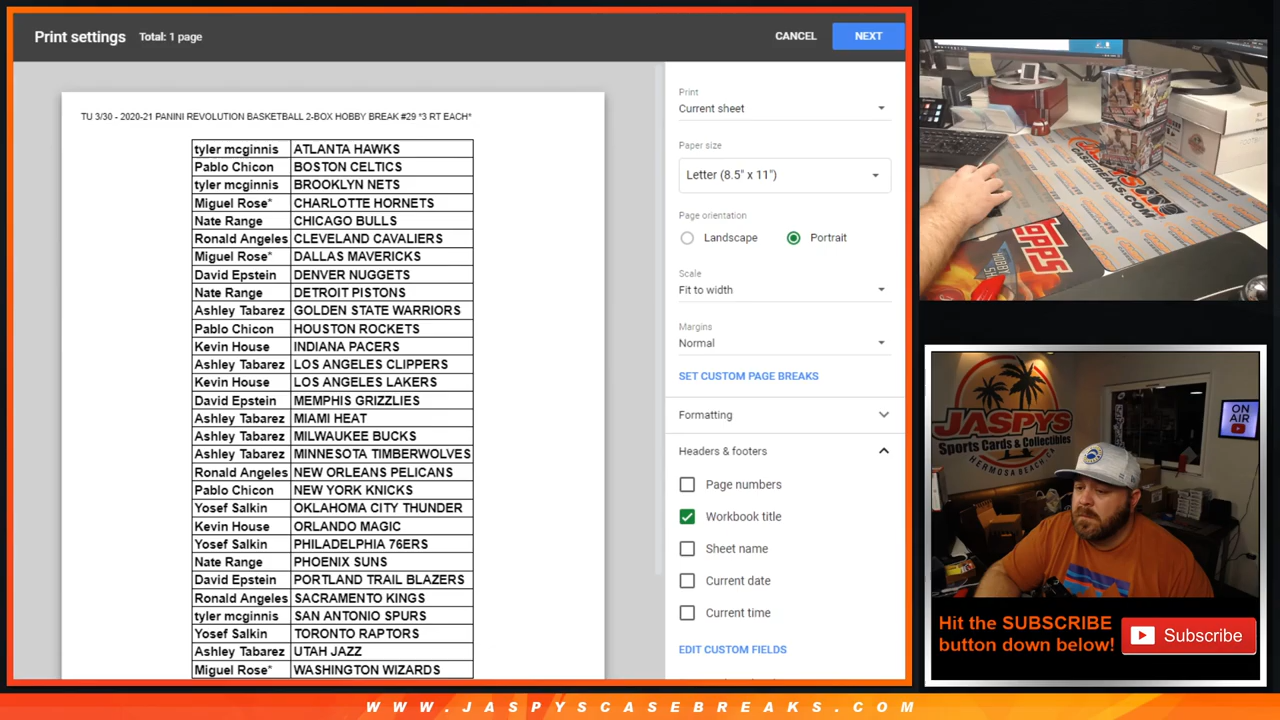 Print settings Total: 1 page CANCEL NEXT
TU 3/30 - 2020-21 PANINI REVOLUTION BASKETBALL 2-BOX HOBBY BREAK #29 *3 RT EACH*
tyler mcginnis ATLANTA HAWKS
Pablo Chicon BOSTON CELTICS
tyler mcginnis BROOKLYN NETS
Miguel Rose* CHARLOTTE HORNETS
Nate Range CHICAGO BULLS
Ronald Angeles CLEVELAND CAVALIERS
Miguel Rose* DALLAS MAVERICKS
David Epstein DENVER NUGGETS
Nate Range DETROIT PISTONS
Ashley Tabarez GOLDEN STATE WARRIORS
Pablo Chicon HOUSTON ROCKETS
Kevin House INDIANA PACERS
Ashley Tabarez LOS ANGELES CLIPPERS
Kevin House LOS ANGELES LAKERS
David Epstein MEMPHIS GRIZZLIES
Ashley Tabarez MIAMI HEAT
Ashley Tabarez MILWAUKEE BUCKS
Ashley Tabarez MINNESOTA TIMBERWOLVES
Ronald Angeles NEW ORLEANS PELICANS
Pablo Chicon NEW YORK KNICKS
Yosef Salkin OKLAHOMA CITY THUNDER
Kevin House ORLANDO MAGIC
Yosef Salkin PHILADELPHIA 76ERS
Nate Range PHOENIX SUNS
David Epstein PORTLAND TRAIL BLAZERS
Ronald Angeles SACRAMENTO KINGS
tyler mcginnis SAN ANTONIO SPURS
Yosef Salkin TORONTO RAPTORS
Ashley Tabarez UTAH JAZZ
Miguel Rose* WASHINGTON WIZARDS
Print
Current sheet
Paper size
Letter (8.5" x 11")
Page orientation
Landscape Portrait
Scale
Fit to width
Margins
Normal
SET CUSTOM PAGE BREAKS
Formatting
Headers & footers
Page numbers
Workbook title
Sheet name
Current date
Current time
EDIT CUSTOM FIELDS
TOPPS
HOBBY
CASEBREAKS.COM
JASPYS
Sports Cards & Collectibles
HERMOSA BEACH, CA
ON
AIR
Hit the SUBSCRIBE
button down below!
Subscribe
WWW.JASPYSCASEBREAKS.COM